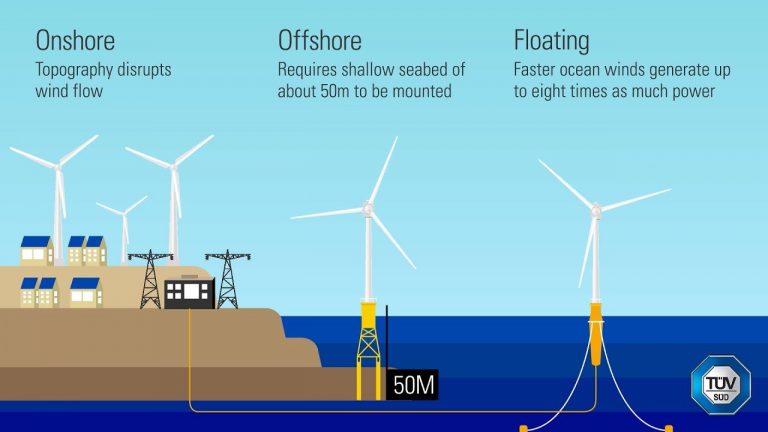 Onshore
Topography disrupts
wind flow
Offshore
Requires shallow seabed of
about 50m to be mounted
Floating
Faster ocean winds generate up
to eight times as much power
50M
TÜV
SÜD